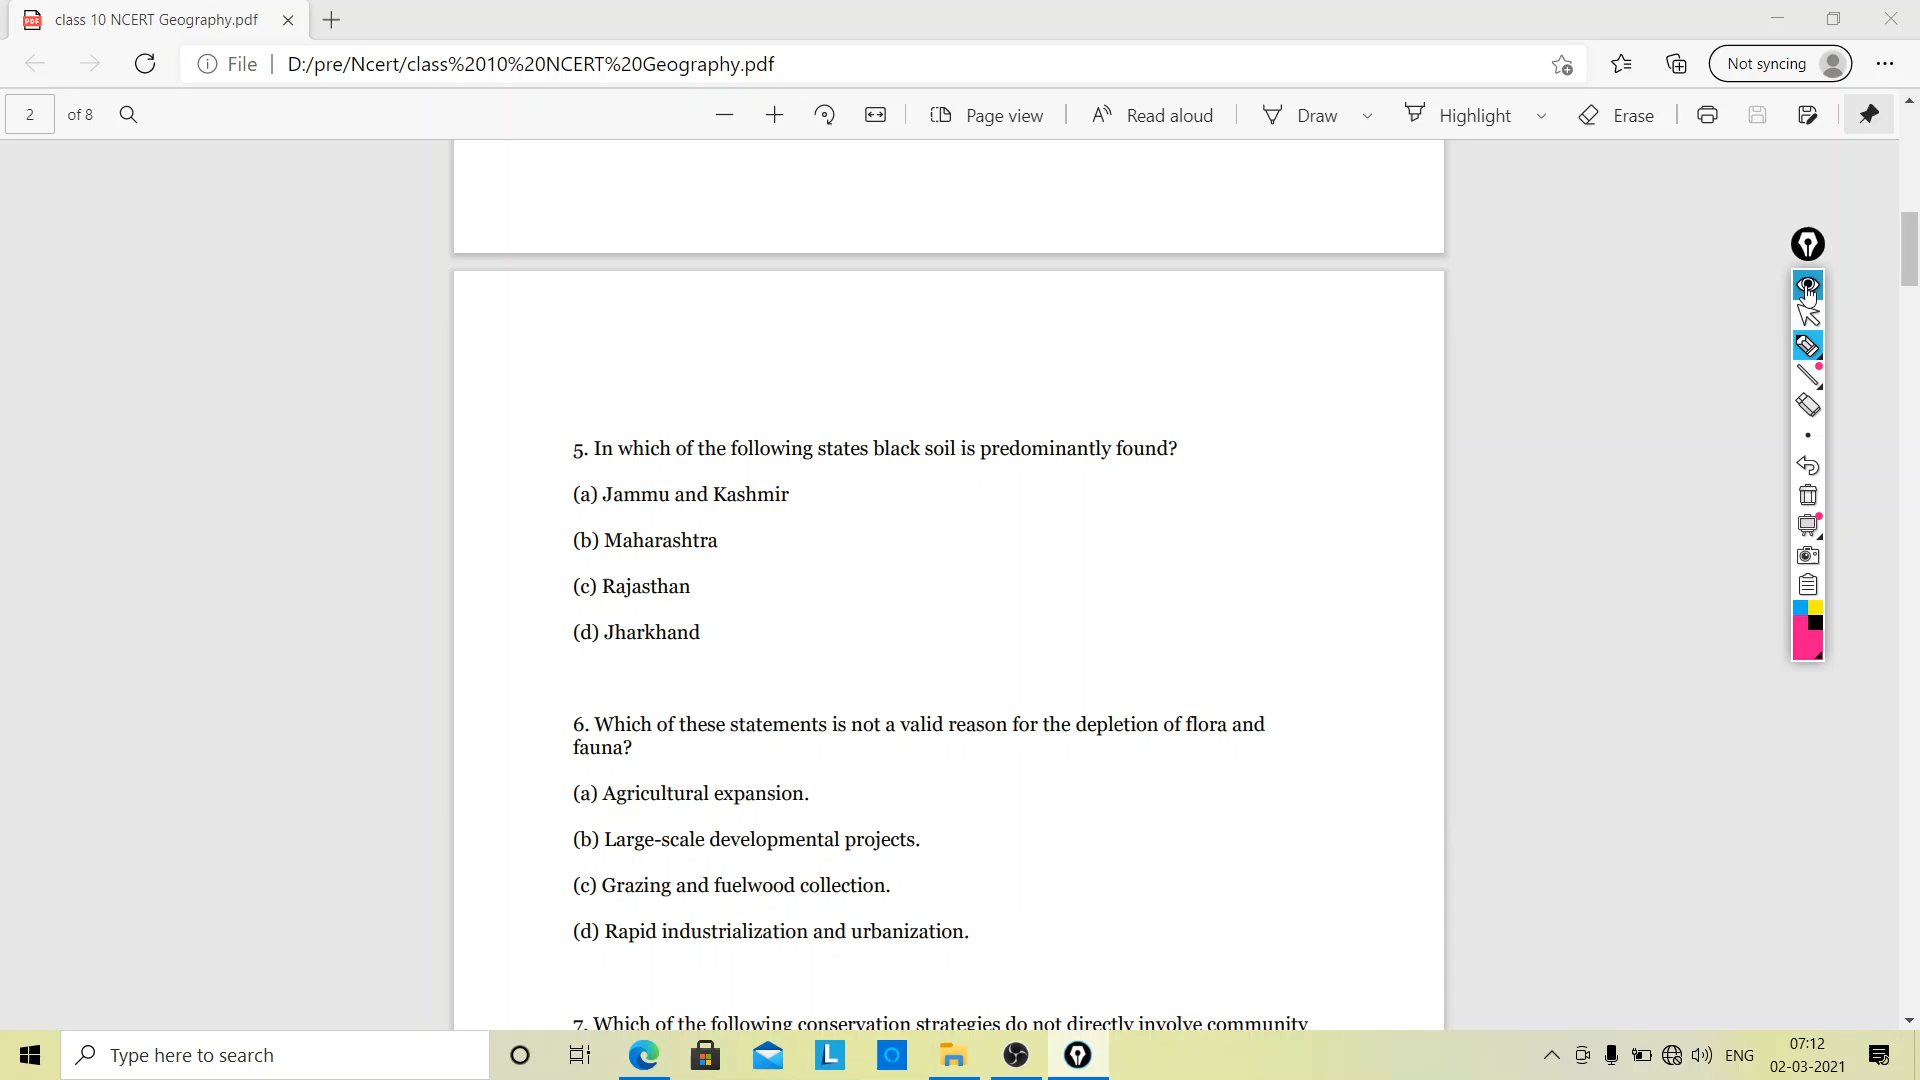 class 10 NCERT Geography.pdf
File
D:/pre/Ncert/class%2010%20NCERT%20Geography.pdf
Not syncing
2 of 8
Page view
Read aloud
Draw
Highlight
Erase
5. In which of the following states black soil is predominantly found?
(a) Jammu and Kashmir
(b) Maharashtra
(c) Rajasthan
(d) Jharkhand
6. Which of these statements is not a valid reason for the depletion of flora and
fauna?
(a) Agricultural expansion.
(b) Large-scale developmental projects.
(c) Grazing and fuelwood collection.
(d) Rapid industrialization and urbanization.
7. Which of the following conservation strategies do not directly involve community
Type here to search
L
ENG
07:12
02-03-2021